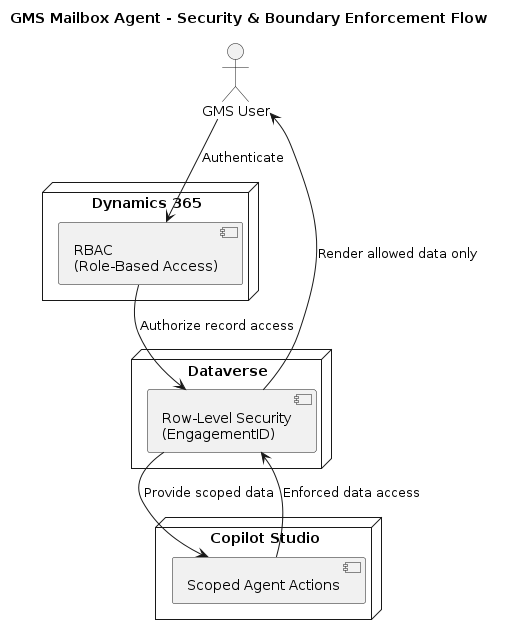 GMS Mailbox Agent - Security & Boundary Enforcement Flow
GMS User
Authenticate
Dynamics 365
RBAC
(Role-Based Access)
Render allowed data only
Authorize record access
Dataverse
Row-Level Security
(EngagementID)
Provide scoped data
Enforced data access
Copilot Studio
Scoped Agent Actions